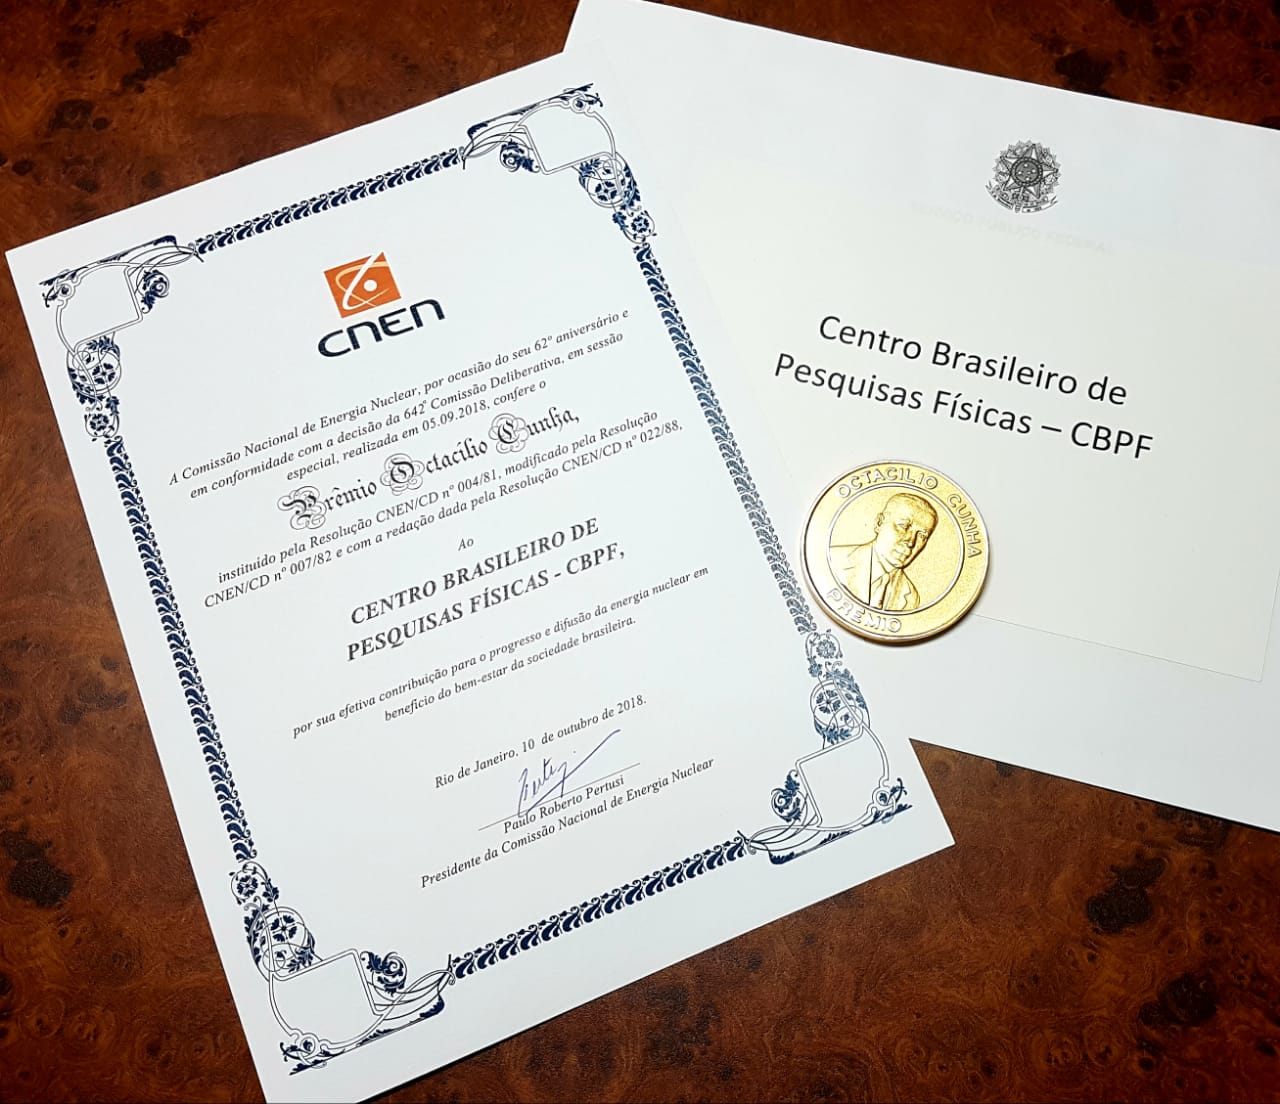 CNEN
A Comissão Nacional de Energia Nuclear, por ocasião do seu 62º aniversário e
em conformidade com a decisão da 642ª Comissão Deliberativa, em sessão
especial, realizada em 05.09.2018, confere o
Prêmio Octacílio Cunha,
instituído pela Resolução CNEN/CD nº 004/81, modificado pela Resolução
CNEN/CD nº 007/82 e com a redação dada pela Resolução CNEN/CD nº 022/88,
Ao
CENTRO BRASILEIRO DE
PESQUISAS FÍSICAS - CBPF,
por sua efetiva contribuição para o progresso e difusão da energia nuclear em
benefício do bem-estar da sociedade brasileira.
Rio de Janeiro, 10 de outubro de 2018.
Paulo Roberto Pertusi
Presidente da Comissão Nacional de Energia Nuclear
SERVIÇO PÚBLICO FEDERAL
Centro Brasileiro de
Pesquisas Físicas – CBPF
OCTACILIO CUNHA
PRÊMIO